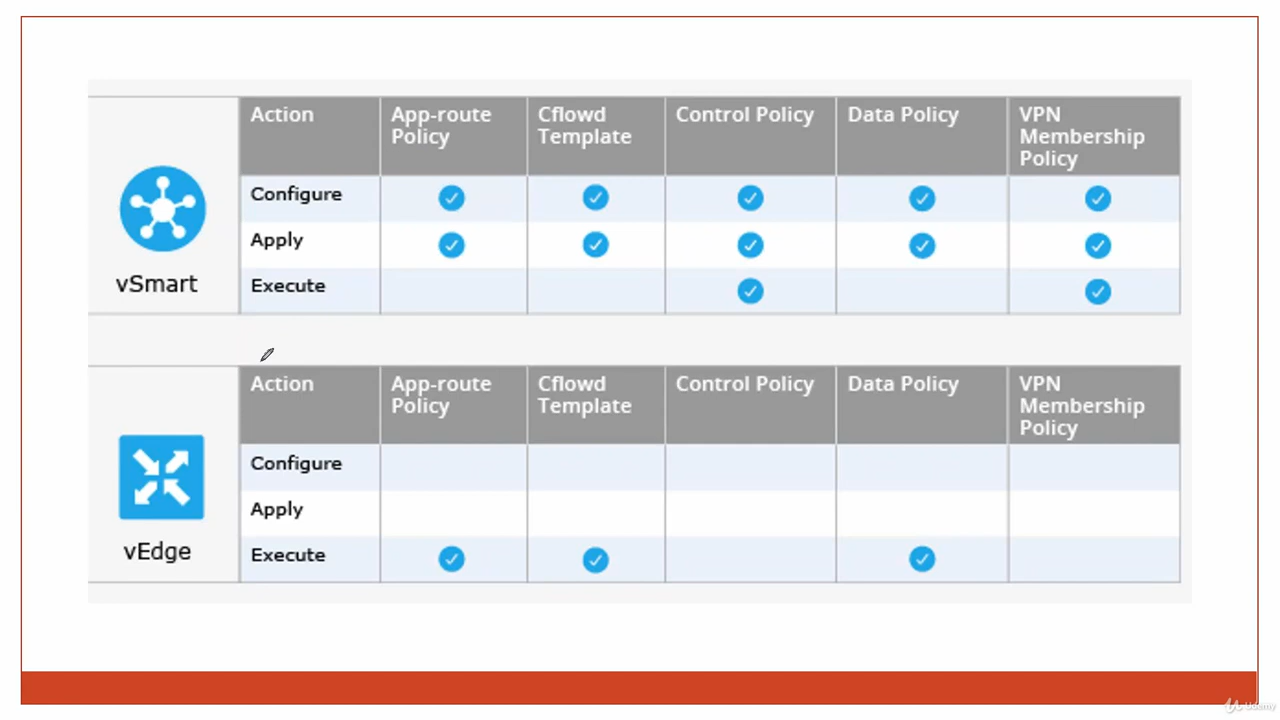 Action
App-route
Policy
Cflowd
Template
Control Policy
Data Policy
VPN
Membership
Policy
Configure
Apply
Execute
vSmart
Action
App-route
Policy
Cflowd
Template
Control Policy
Data Policy
VPN
Membership
Policy
Configure
Apply
Execute
vEdge
Udemy